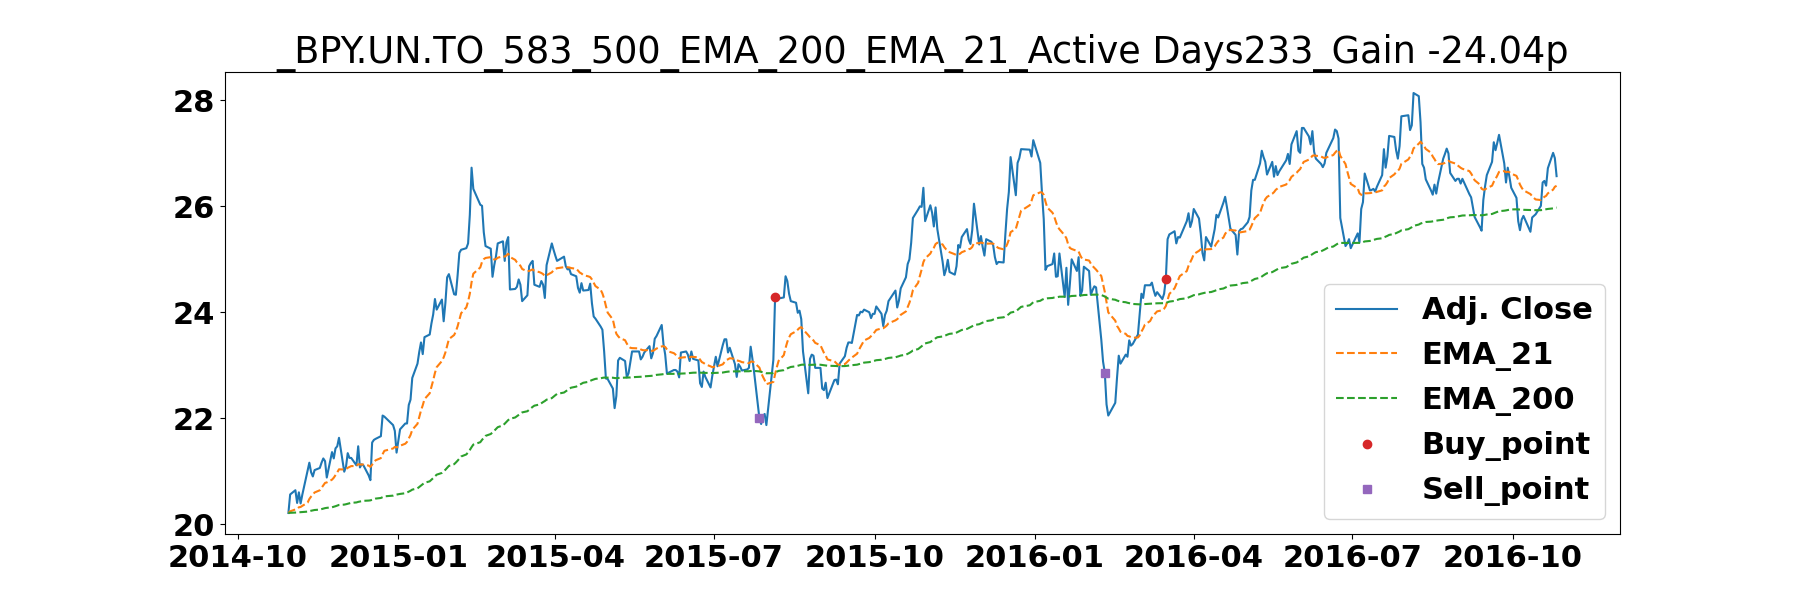 _BPY.UN.TO_583_500_EMA_200_EMA_21_Active Days233_Gain -24.04p
28
26
24
22
20
2014-10 2015-01 2015-04 2015-07 2015-10 2016-01 2016-04 2016-07 2016-10
Adj. Close
EMA_21
EMA_200
Buy_point
Sell_point